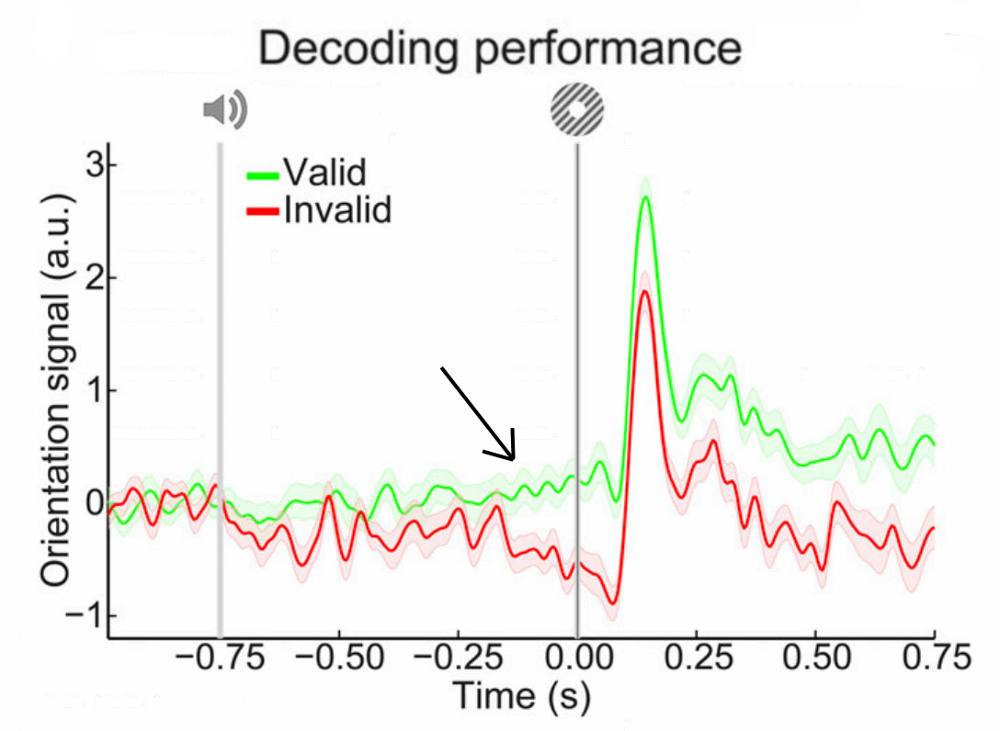 Decoding performance
Valid
Invalid
Orientation signal (a.u.)
3
2
1
0
−1
−0.75 −0.50 −0.25 0.00 0.25 0.50 0.75
Time (s)